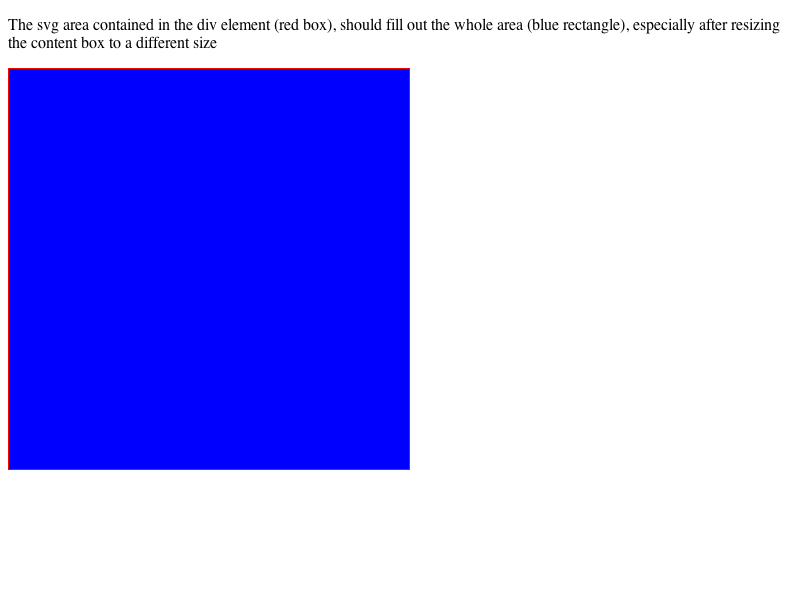 The svg area contained in the div element (red box), should fill out the whole area (blue rectangle), especially after resizing
the content box to a different size